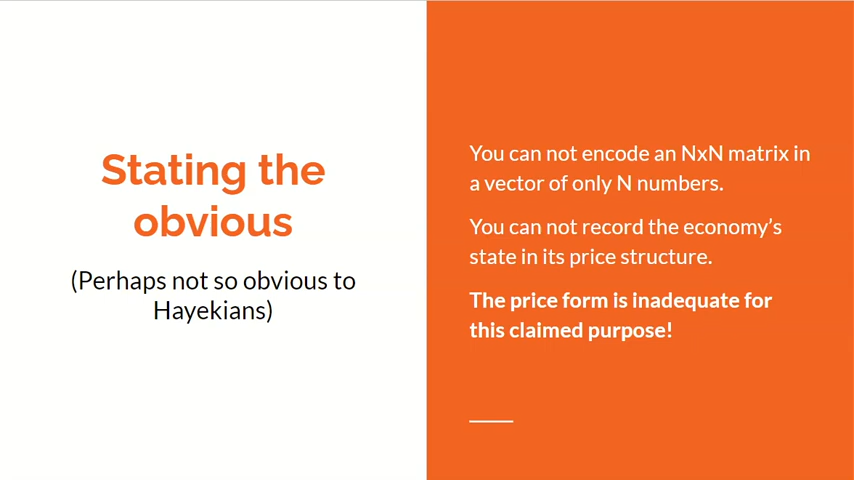 Stating the
obvious
(Perhaps not so obvious to
Hayekians)
You can not encode an NxN matrix in
a vector of only N numbers.
You can not record the economy's
state in its price structure.
The price form is inadequate for
this claimed purpose!